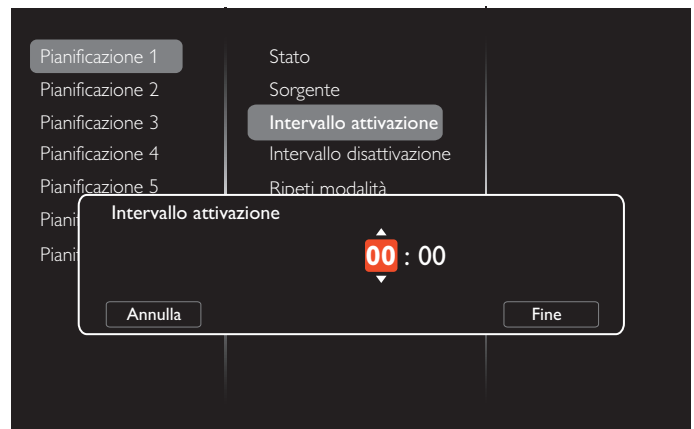 Pianificazione 1
Pianificazione 2
Pianificazione 3
Pianificazione 4
Pianificazione 5
Stato
Sorgente
Intervallo attivazione
Intervallo disattivazione
Ripeti modalità
Intervallo attivazione
00 : 00
Annulla
Fine